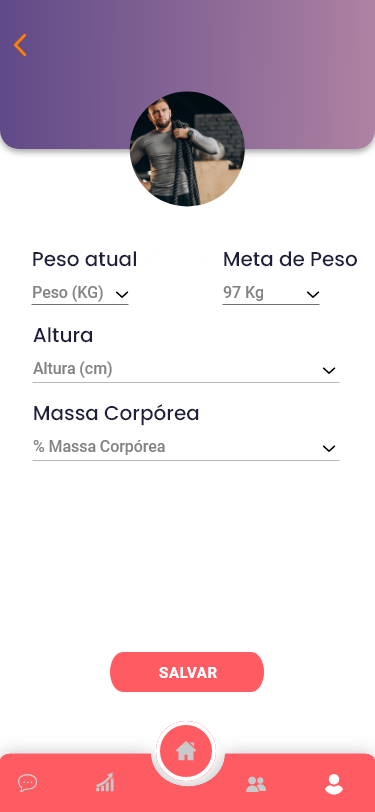 Peso atual
Meta de Peso
Peso (KG)
97 Kg
Altura
Altura (cm)
Massa Corpórea
% Massa Corpórea
SALVAR